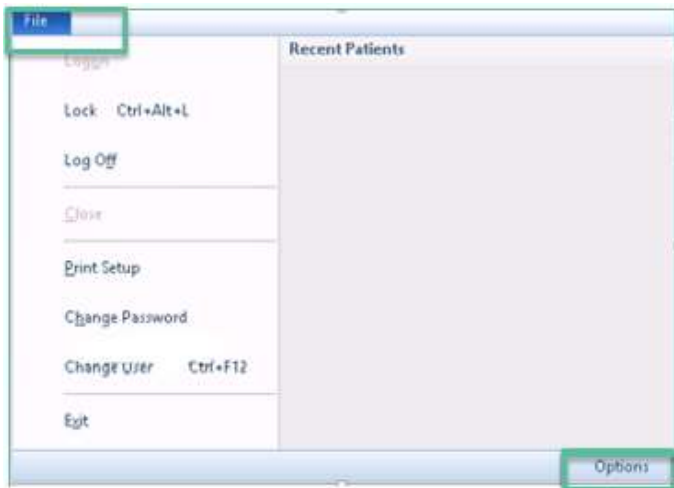 File
Recent Patients
Logon
Lock Ctrl+Alt+L
Log Off
Close
Print Setup
Change Password
Change User Ctrl+F12
Exit
Options